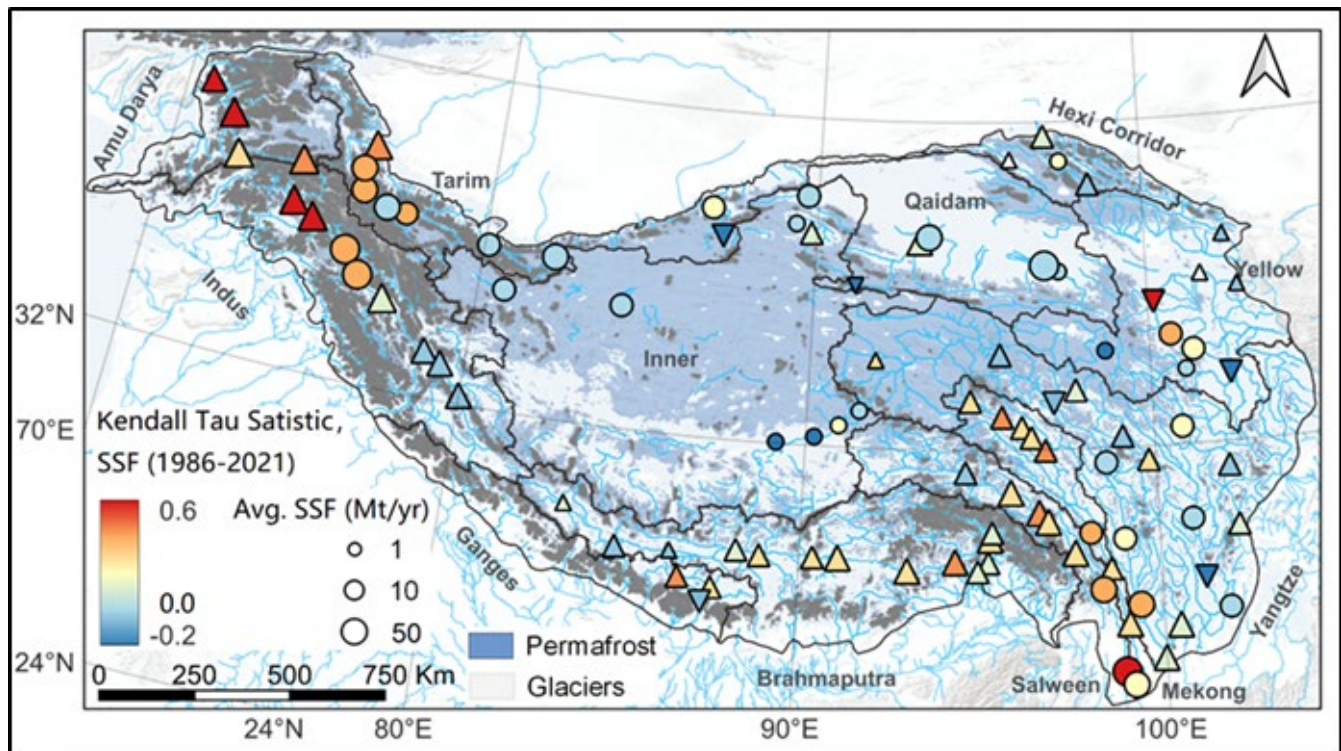 Amu Darya
Hexi Corridor
Tarim
Qaidam
Indus
Yellow
32°N
Inner
Kendall Tau Satistic,
70°E
SSF (1986-2021)
0.6
Avg. SSF (Mt/yr)
1
Ganges
0.0
10
-0.2
50
Yangtze
Permafrost
24°N
0 250 500 750 Km
Glaciers
Brahmaputra
Salween
Mekong
24°N 80°E 90°E 100°E